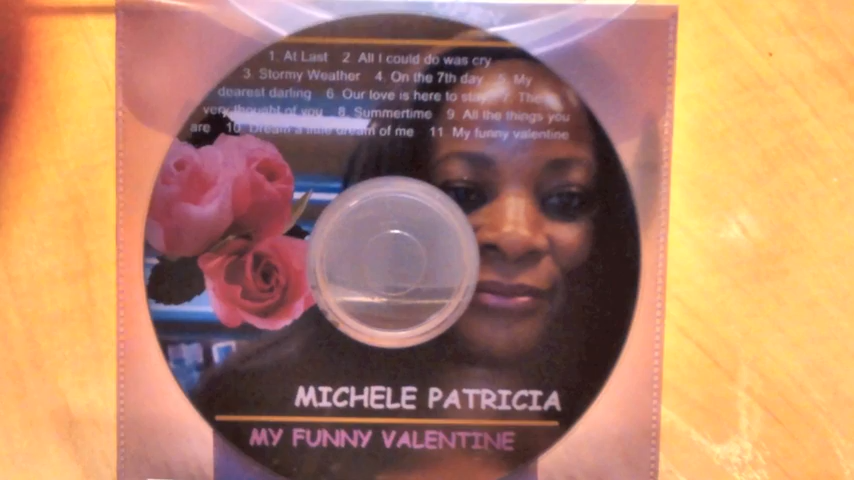 1. At Last 2 All I could do was cry
3. Stormy Weather 4. On the 7th day 5. My
dearest darling 6. Our love is here to stay 7. The
very thought of you 8. Summertime 9. All the things you
are 10. Dream a little dream of me 11. My funny valentine
MICHELE PATRICIA
MY FUNNY VALENTINE